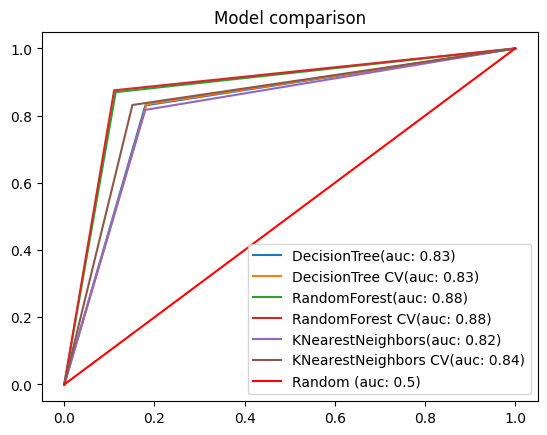 Model comparison
1.0
0.8
0.6
0.4
0.2
0.0
DecisionTree(auc: 0.83)
DecisionTree CV(auc: 0.83)
RandomForest(auc: 0.88)
RandomForest CV(auc: 0.88)
KNearestNeighbors(auc: 0.82)
KNearestNeighbors CV(auc: 0.84)
Random (auc: 0.5)
0.0 0.2 0.4 0.6 0.8 1.0